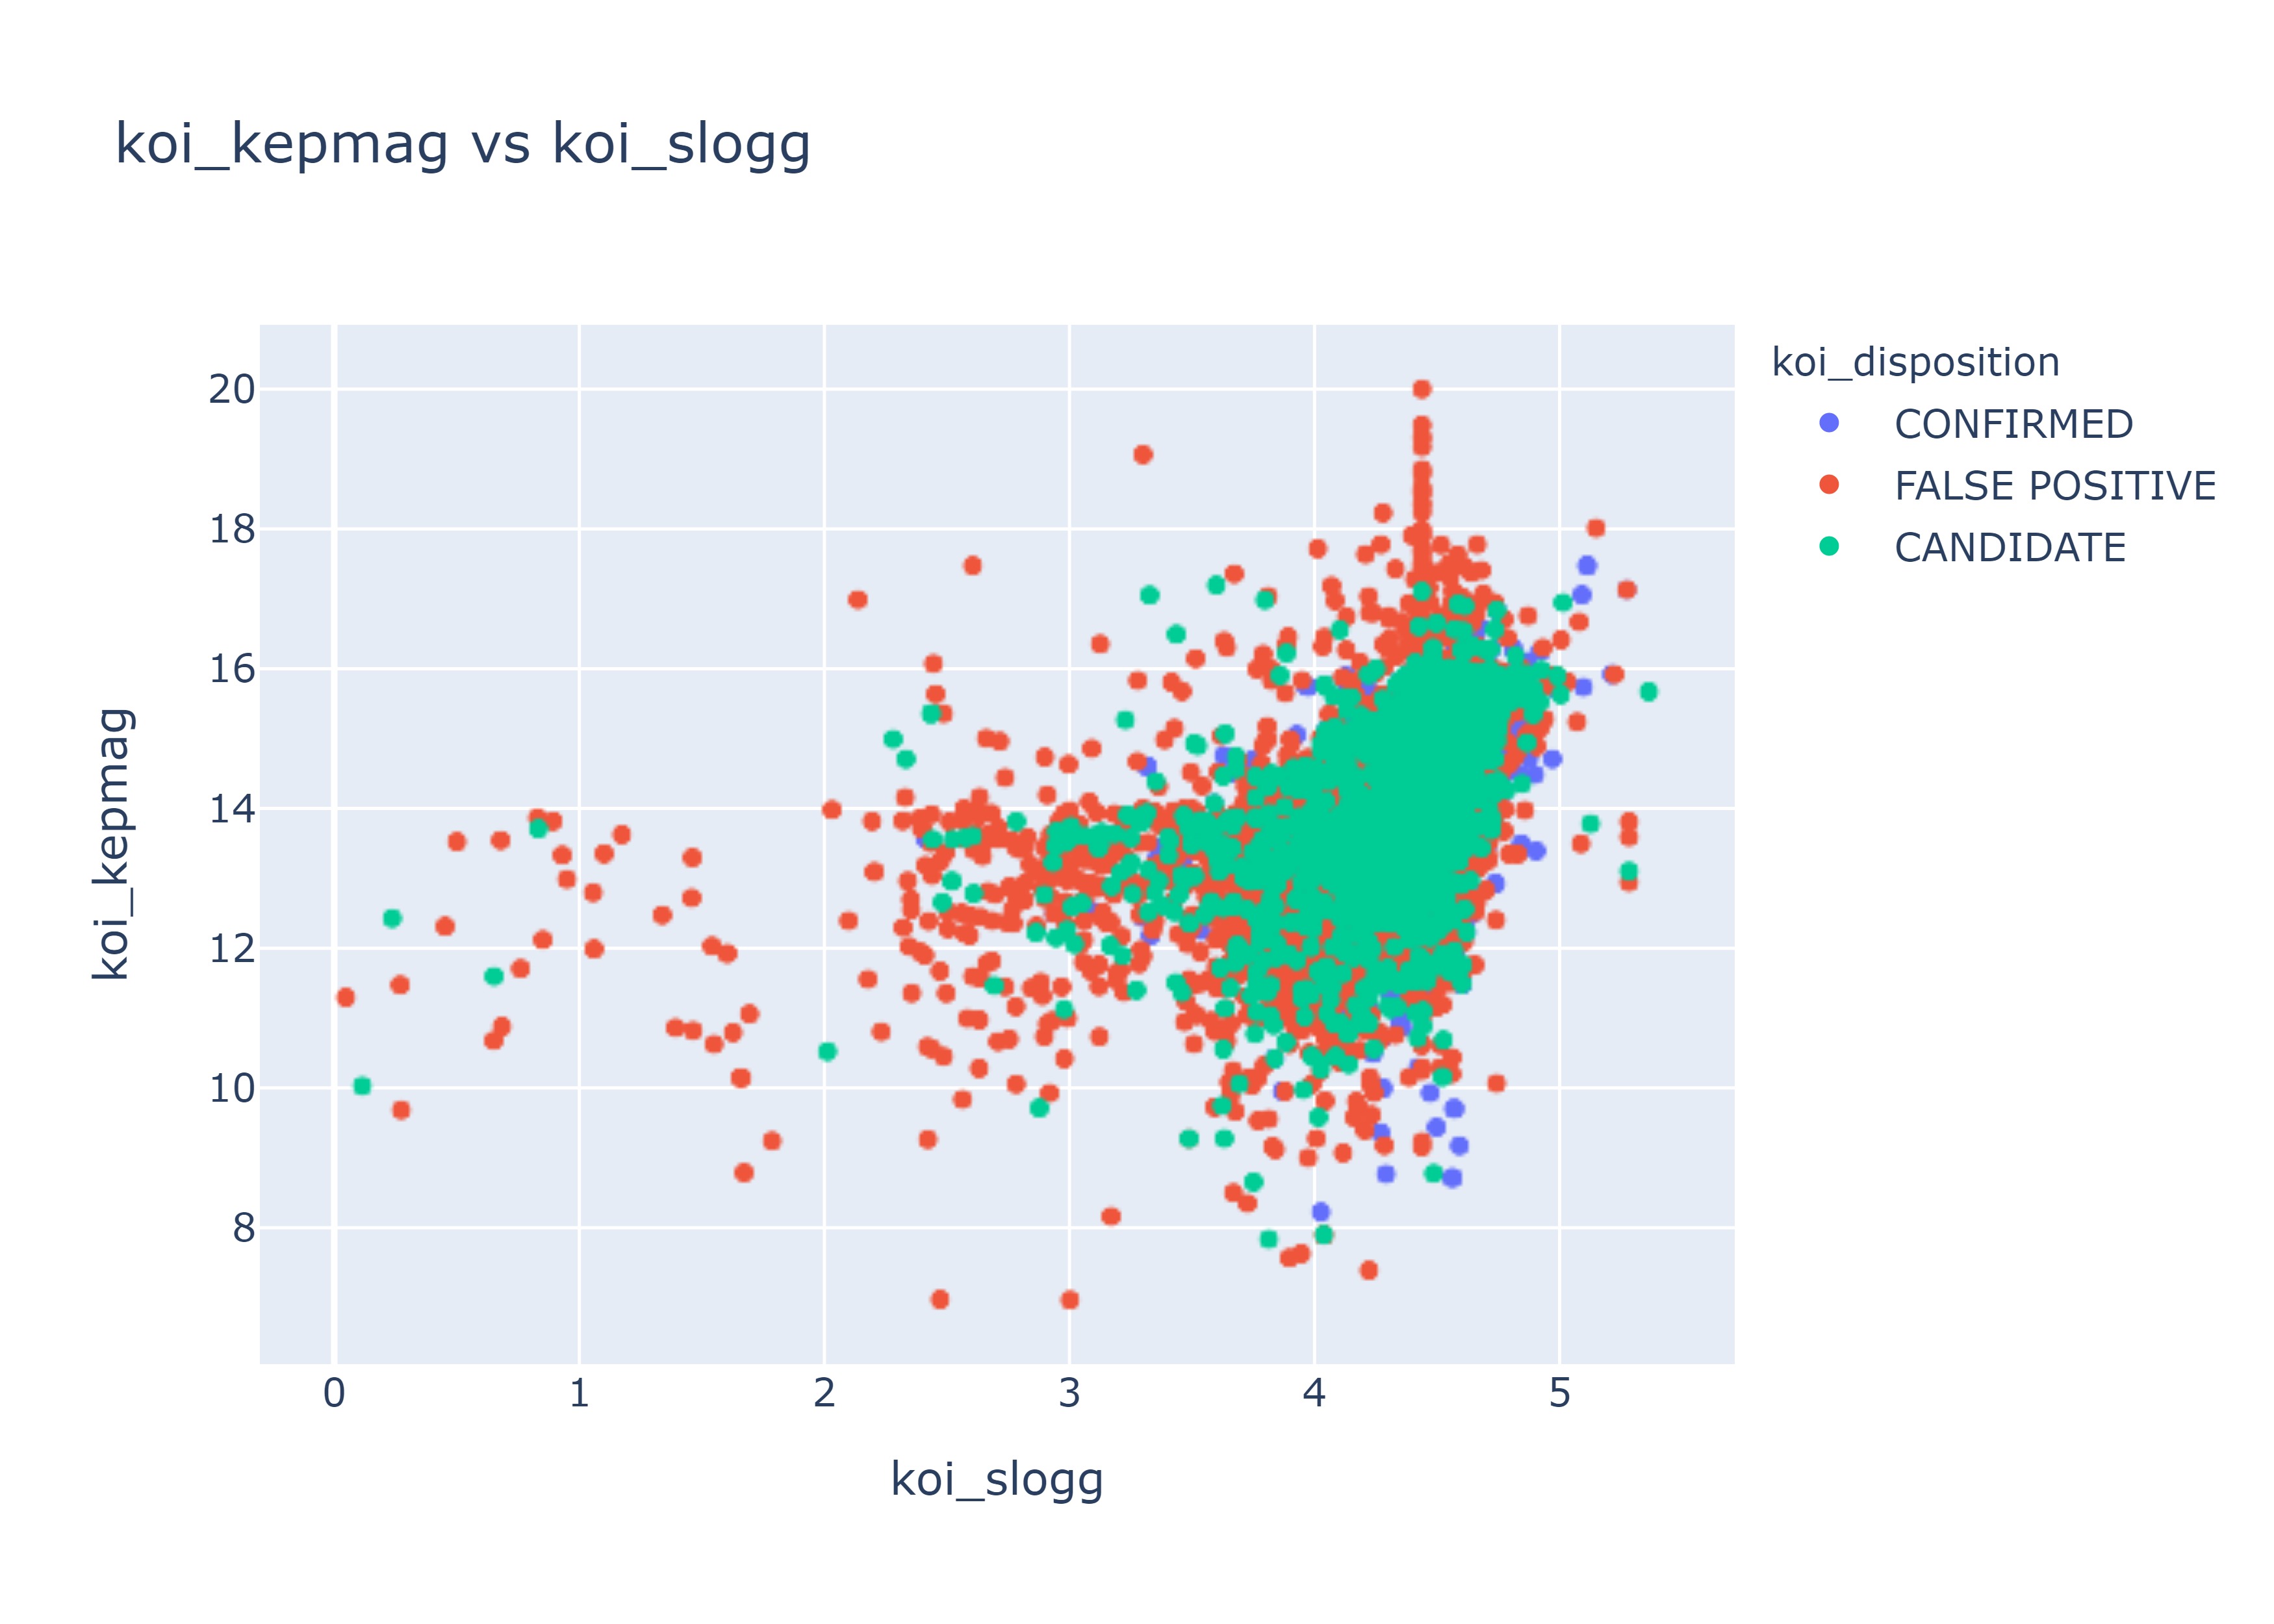 koi_kepmag vs koi_slogg
koi_disposition
CONFIRMED
FALSE POSITIVE
CANDIDATE
koi_kepmag
20
18
16
14
12
10
8
0 1 2 3 4 5
koi_slogg